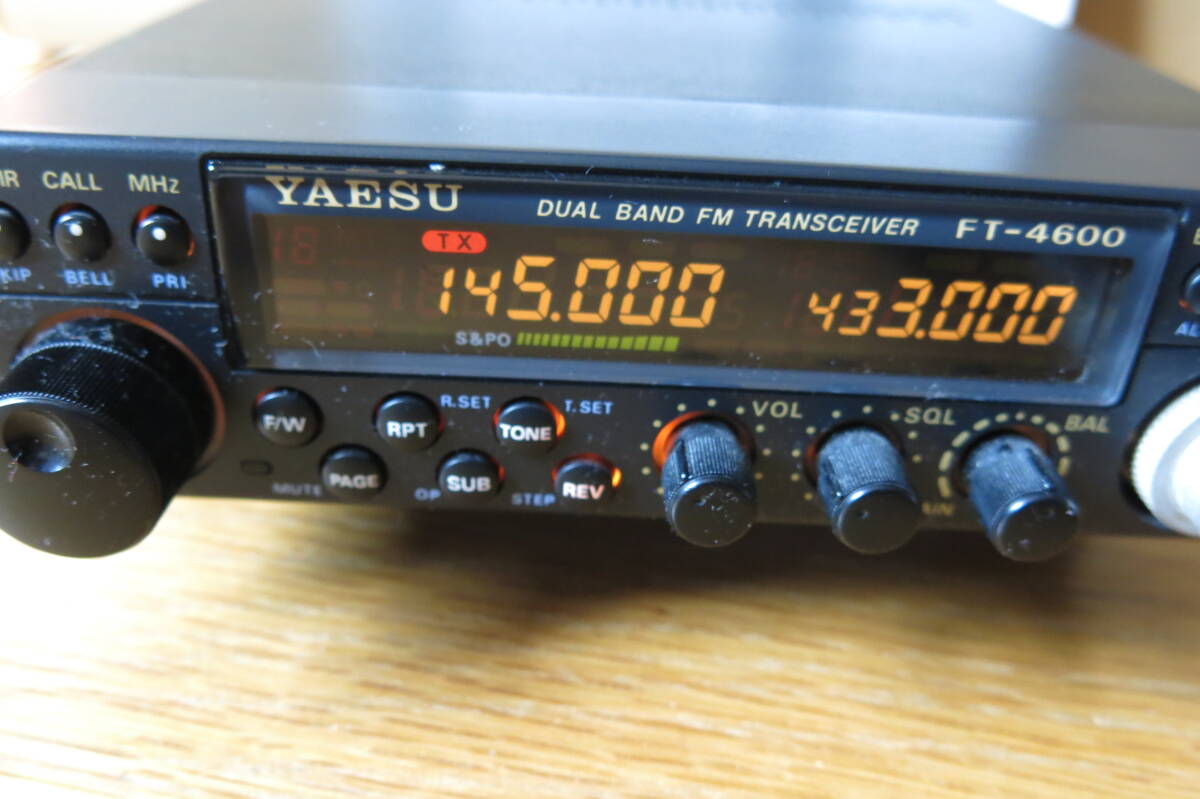 CALL MHz
YAESU DUAL BAND FM TRANSCEIVER FT-4600
TX
145.000 433.000
S&PO
BELL PRI
F/W RPT R.SET TONE T.SET VOL SQL BAL
MUTE PAGE OP SUB STEP REV